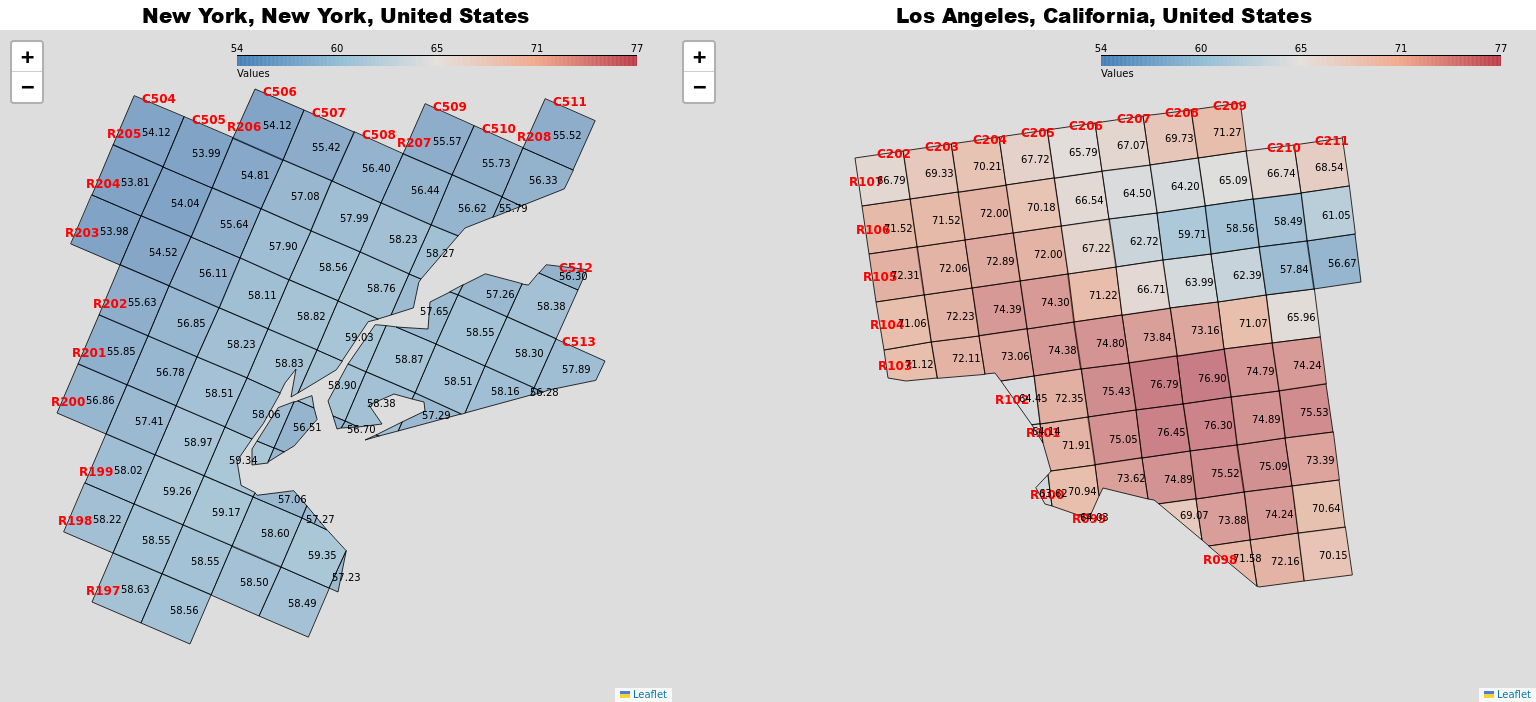 New York, New York, United States
Los Angeles, California, United States
+
−
54 60 65 71 77
Values
C504
C505
C506
C507
C508
C509
C510
C511
C512
C513
R205 54.12
53.99
R206 54.12
55.42
56.40
R207 55.57
55.73
R208 55.52
R204 53.81
54.04
54.81
57.08
57.99
56.44
56.62
56.33
55.79
R203 53.98
54.52
55.64
57.90
58.56
58.23
58.27
R202 55.63
56.11
58.11
58.82
58.76
57.65
57.26
56.30
58.38
R201 55.85
56.85
58.23
58.83
59.03
58.87
58.55
58.30
57.89
R200 56.86
56.78
58.51
58.06
56.51
58.90
58.38
56.70
57.29
58.51
58.16
56.28
57.41
58.97
59.34
R199 58.02
59.26
59.17
57.06
57.27
R198 58.22
58.55
58.55
58.60
59.35
57.23
R197 58.63
58.56
58.50
58.49
Leaflet
+
−
54 60 65 71 77
Values
C202
C203
C204
C205
C206
C207
C208
C209
C210
C211
R107 66.79 69.33 70.21 67.72 65.79 67.07 69.73 71.27
R106 71.52 71.52 72.00 70.18 66.54 64.50 64.20 65.09 66.74 68.54
R105 72.31 72.06 72.89 72.00 67.22 62.72 59.71 58.56 58.49 61.05
R104 71.06 72.23 74.39 74.30 71.22 66.71 63.99 62.39 57.84 56.67
R103 71.12 72.11 73.06 74.38 74.80 73.84 73.16 71.07 65.96
R102 64.45 72.35 75.43 76.79 76.90 74.79 74.24
R101 71.91 75.05 76.45 76.30 74.89 75.53
R100 70.94 73.62 74.89 75.52 75.09 73.39
R099 69.07 73.88 74.24 70.64
R098 71.58 72.16 70.15
Leaflet